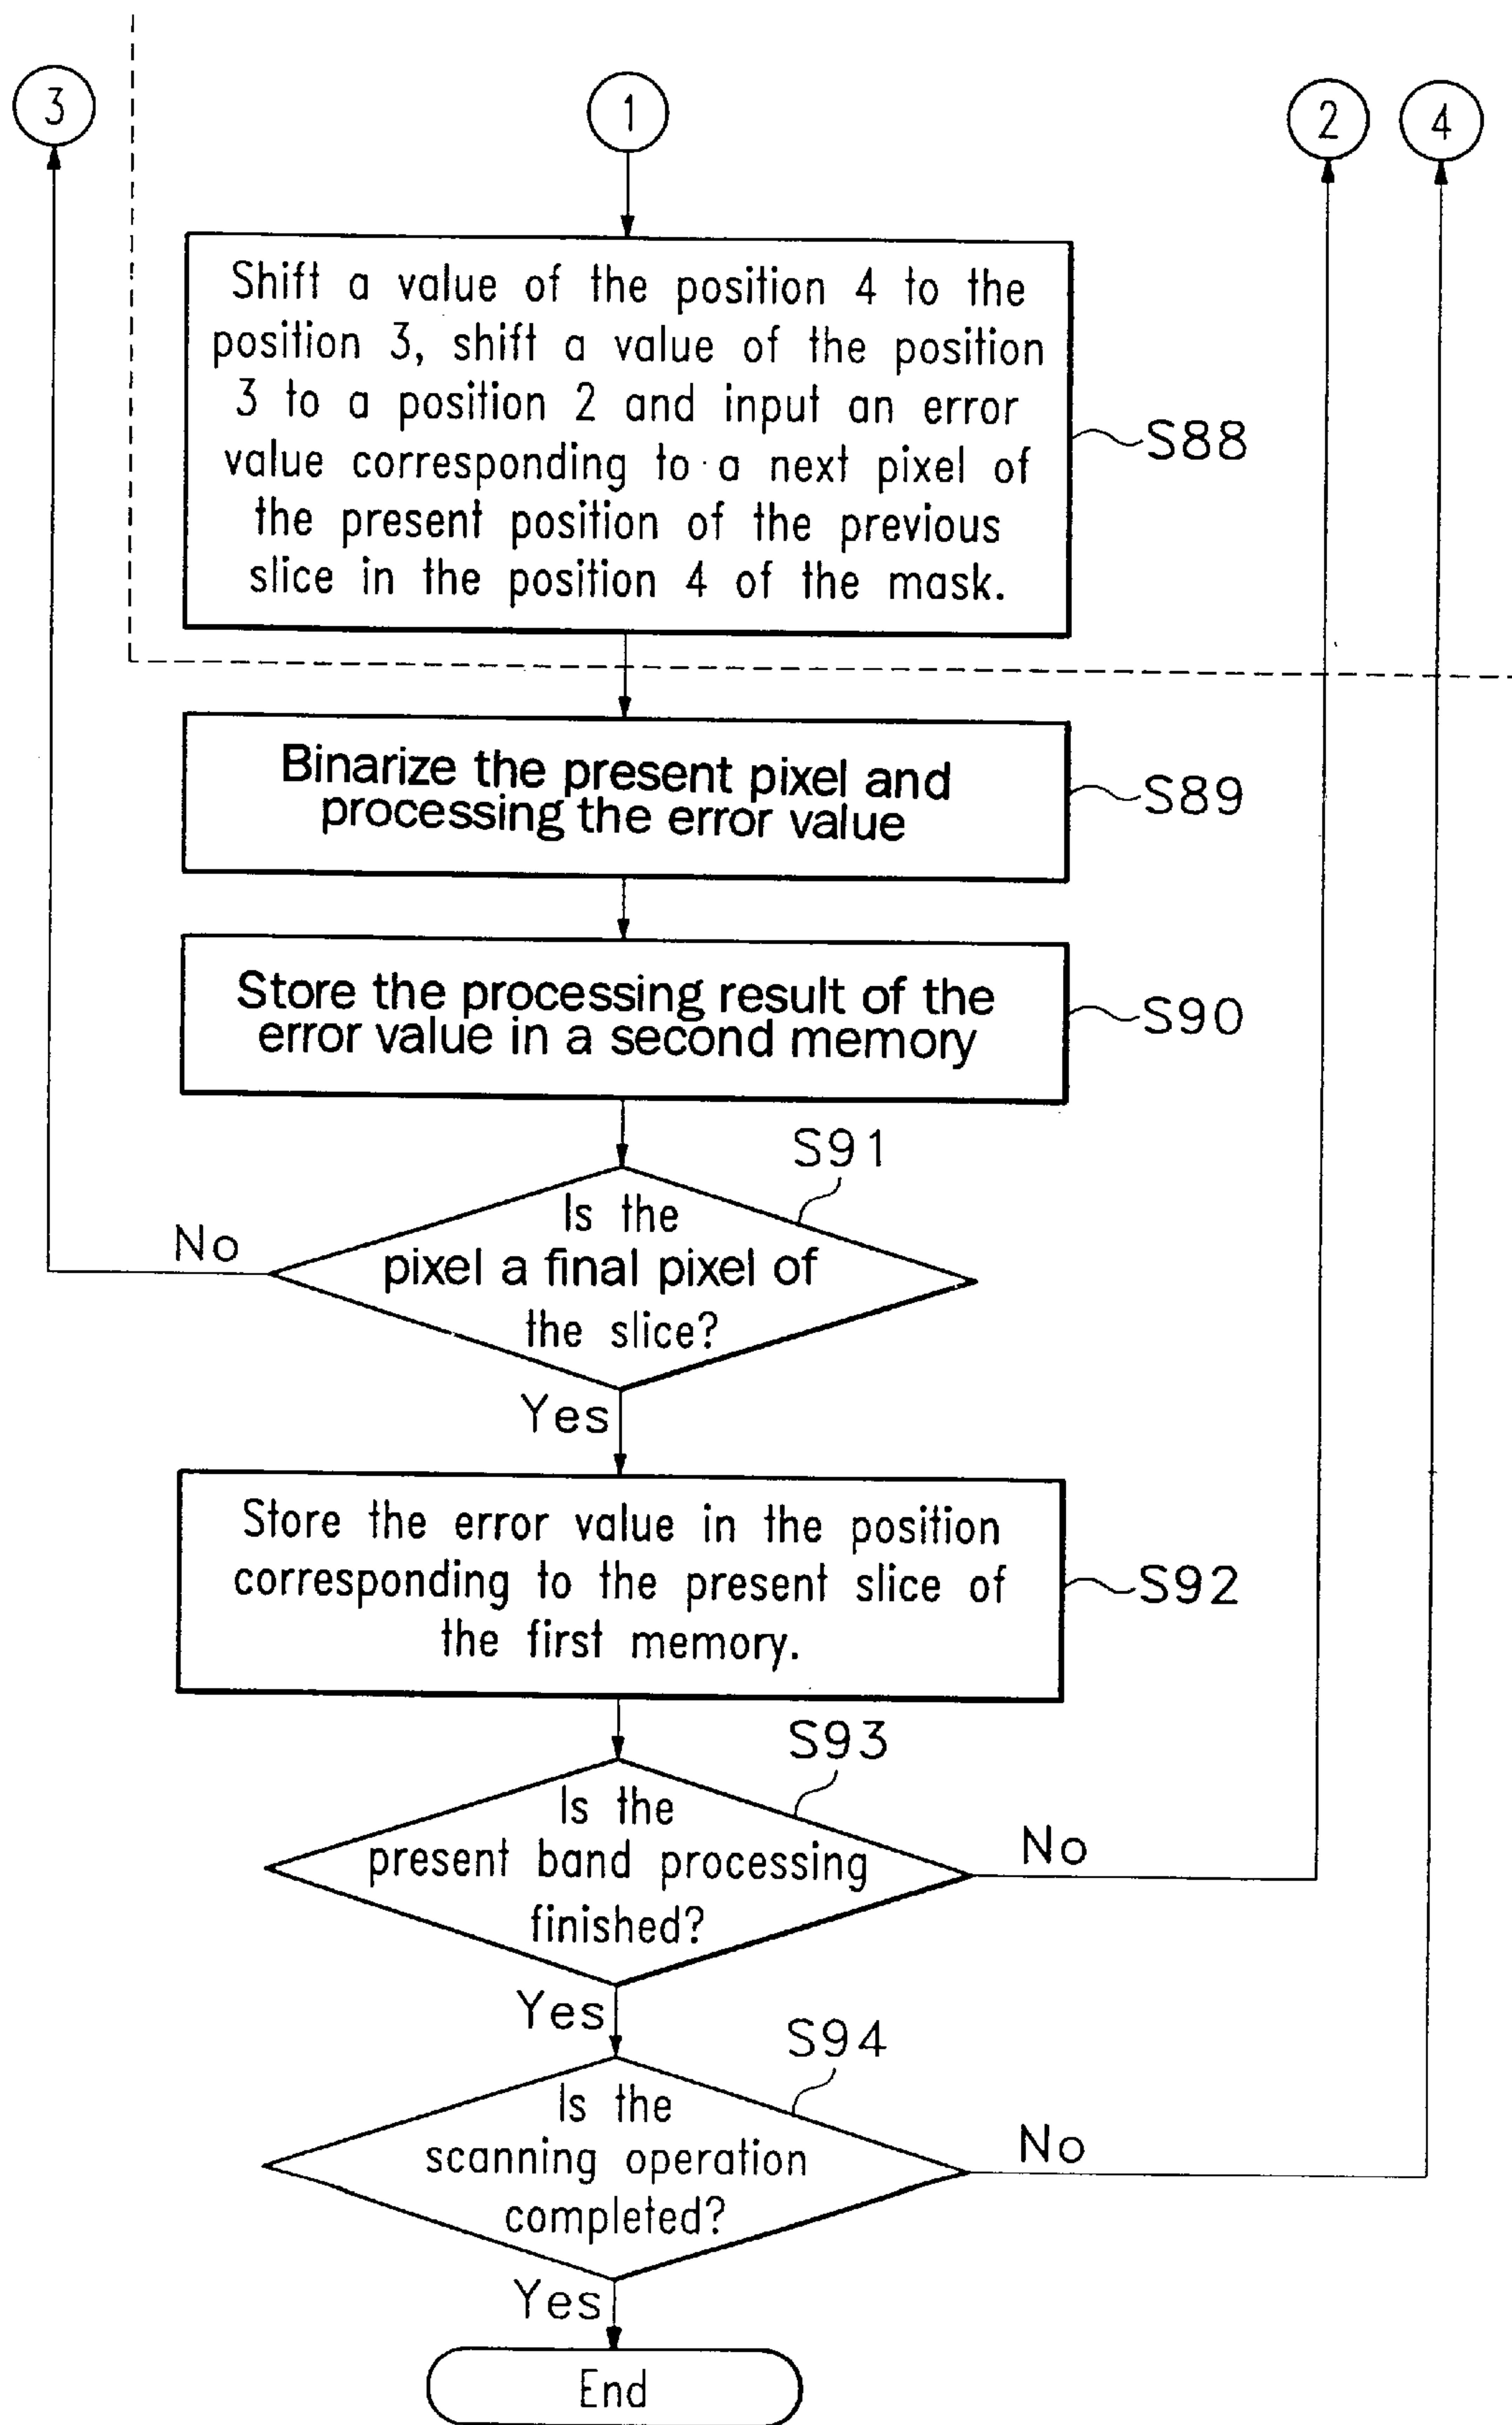 3
1
2
4
Shift a value of the position 4 to the
position 3, shift a value of the position
3 to a position 2 and input an error
value corresponding to a next pixel of
the present position of the previous
slice in the position 4 of the mask.
S88
Binarize the present pixel and
processing the error value
S89
Store the processing result of the
error value in a second memory
S90
S91
Is the
pixel a final pixel of
the slice?
No
Yes
Store the error value in the position
corresponding to the present slice of
the first memory.
S92
S93
Is the
present band processing
finished?
No
Yes
S94
Is the
scanning operation
completed?
No
Yes
End